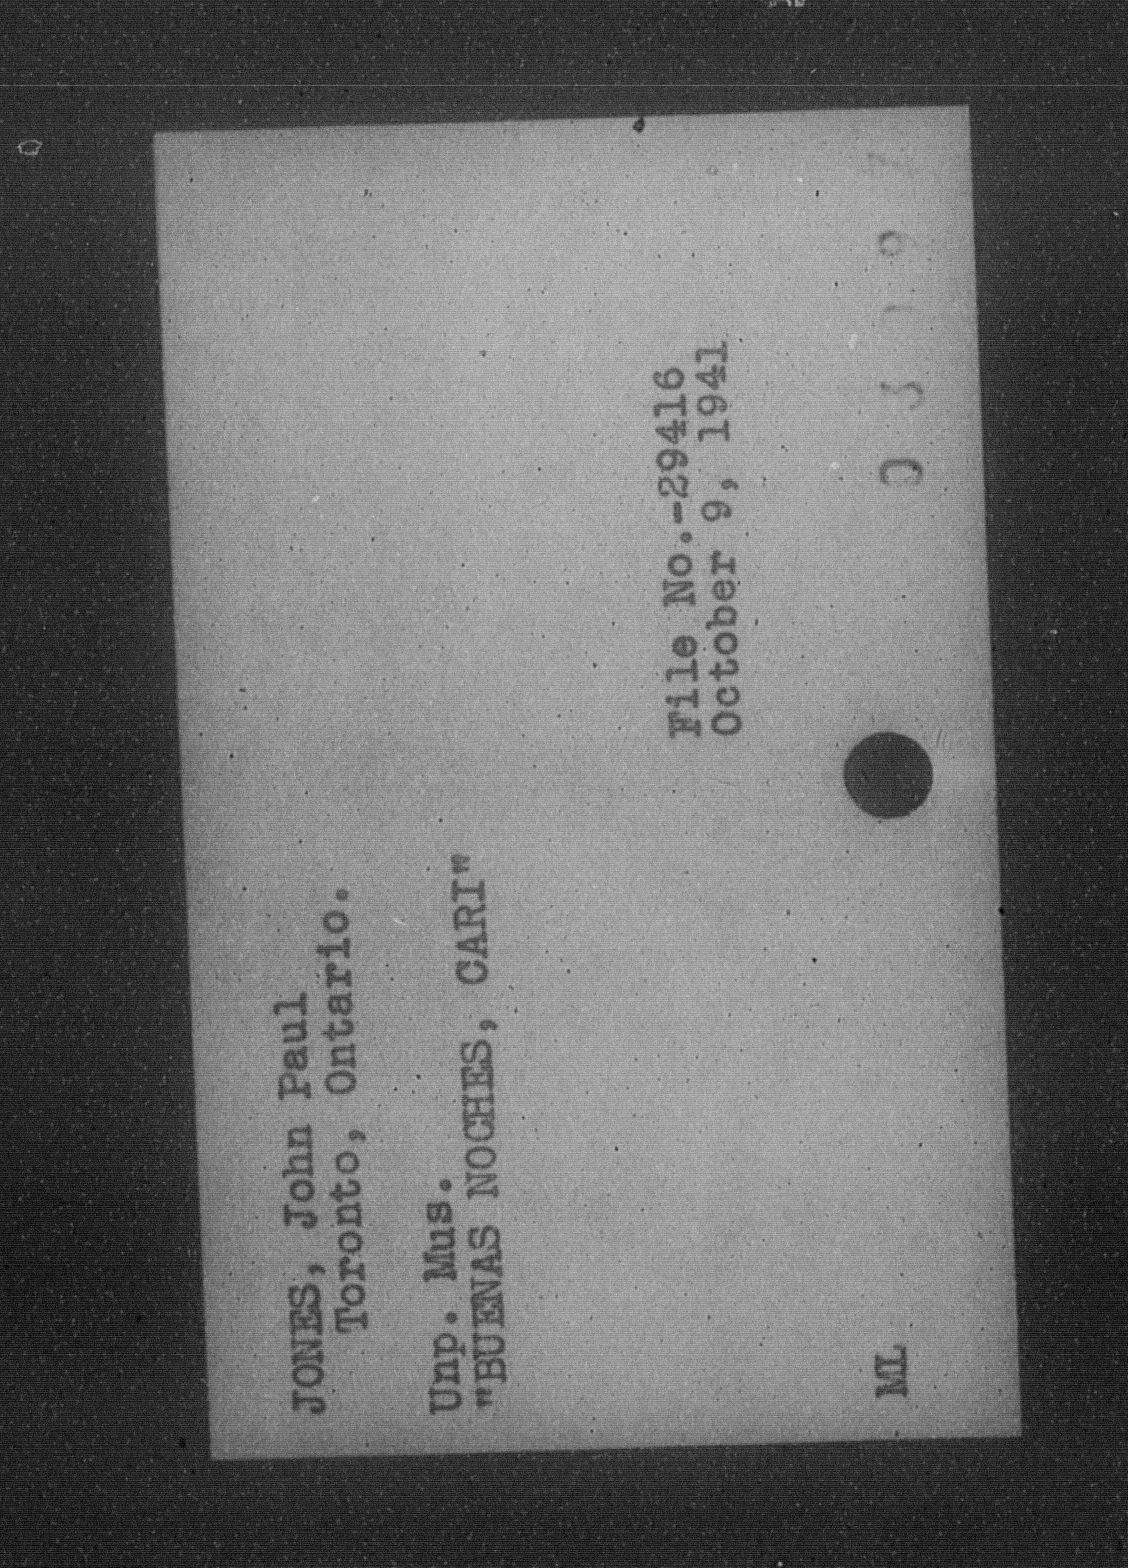 JONES, John Paul
Toronto, Ontario.
Unp. Mus.
"BUENAS NOCHES, CARI"
File No.-29416
October 9, 1941
ML